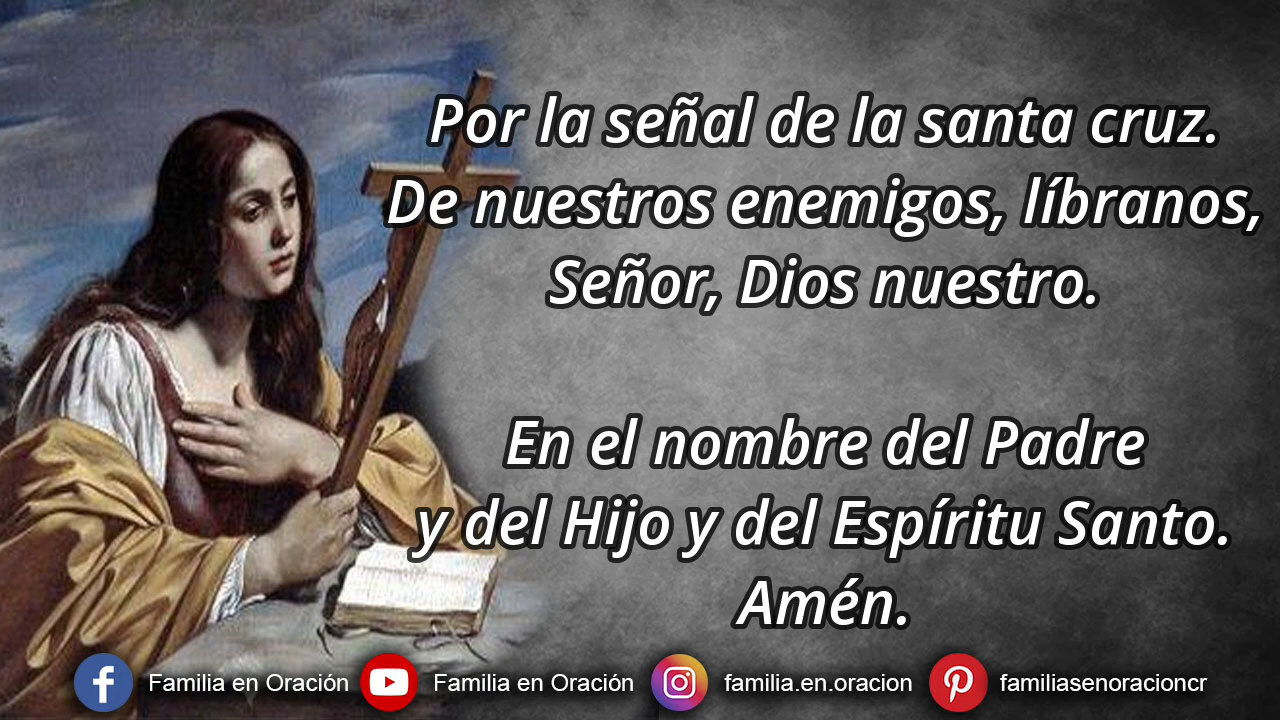 Por la señal de la santa cruz.
De nuestros enemigos, líbranos,
Señor, Dios nuestro.
En el nombre del Padre
y del Hijo y del Espíritu Santo.
Amén.
Familia en Oración
Familia en Oración
familia.en.oracion
familiasenoracioncr